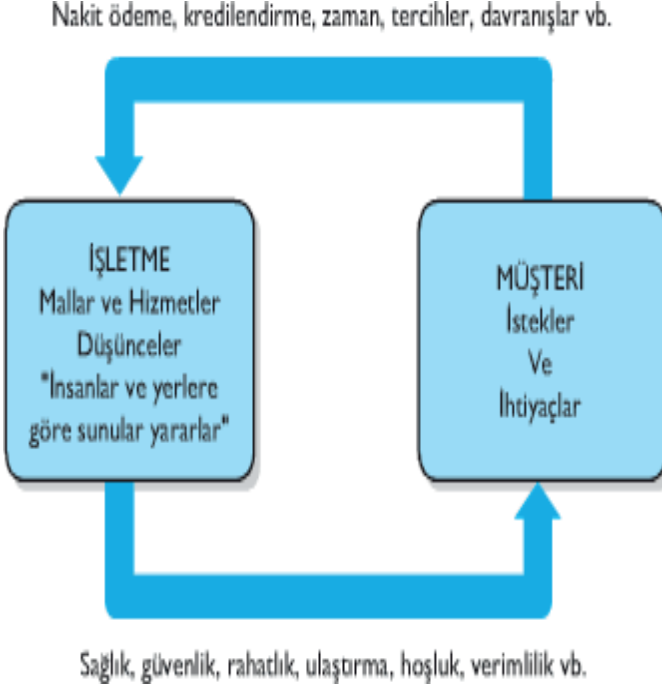 Nakit ödeme, kredilendirme, zaman, tercihler, davranışlar vb.
İŞLETME
Mallar ve Hizmetler
Düşünceler
"İnsanlar ve yerlere
göre sunular yararlar"
MÜŞTERİ
İstekler
Ve
İhtiyaçlar
Sağlık, güvenlik, rahatlık, ulaştırma, hoşluk, verimlilik vb.